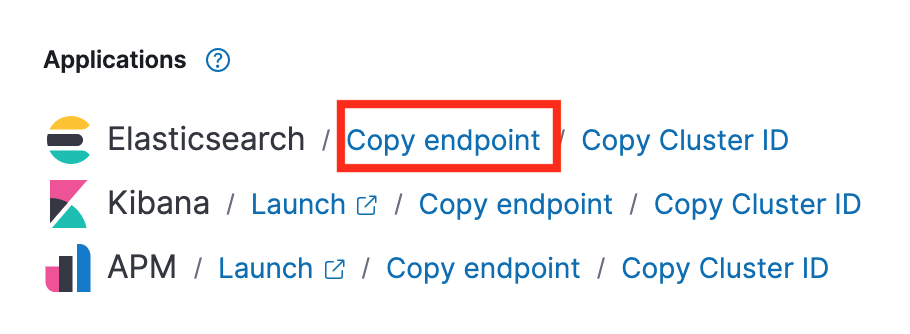 Applications ?
Elasticsearch / Copy endpoint / Copy Cluster ID
Kibana / Launch / Copy endpoint / Copy Cluster ID
APM / Launch / Copy endpoint / Copy Cluster ID